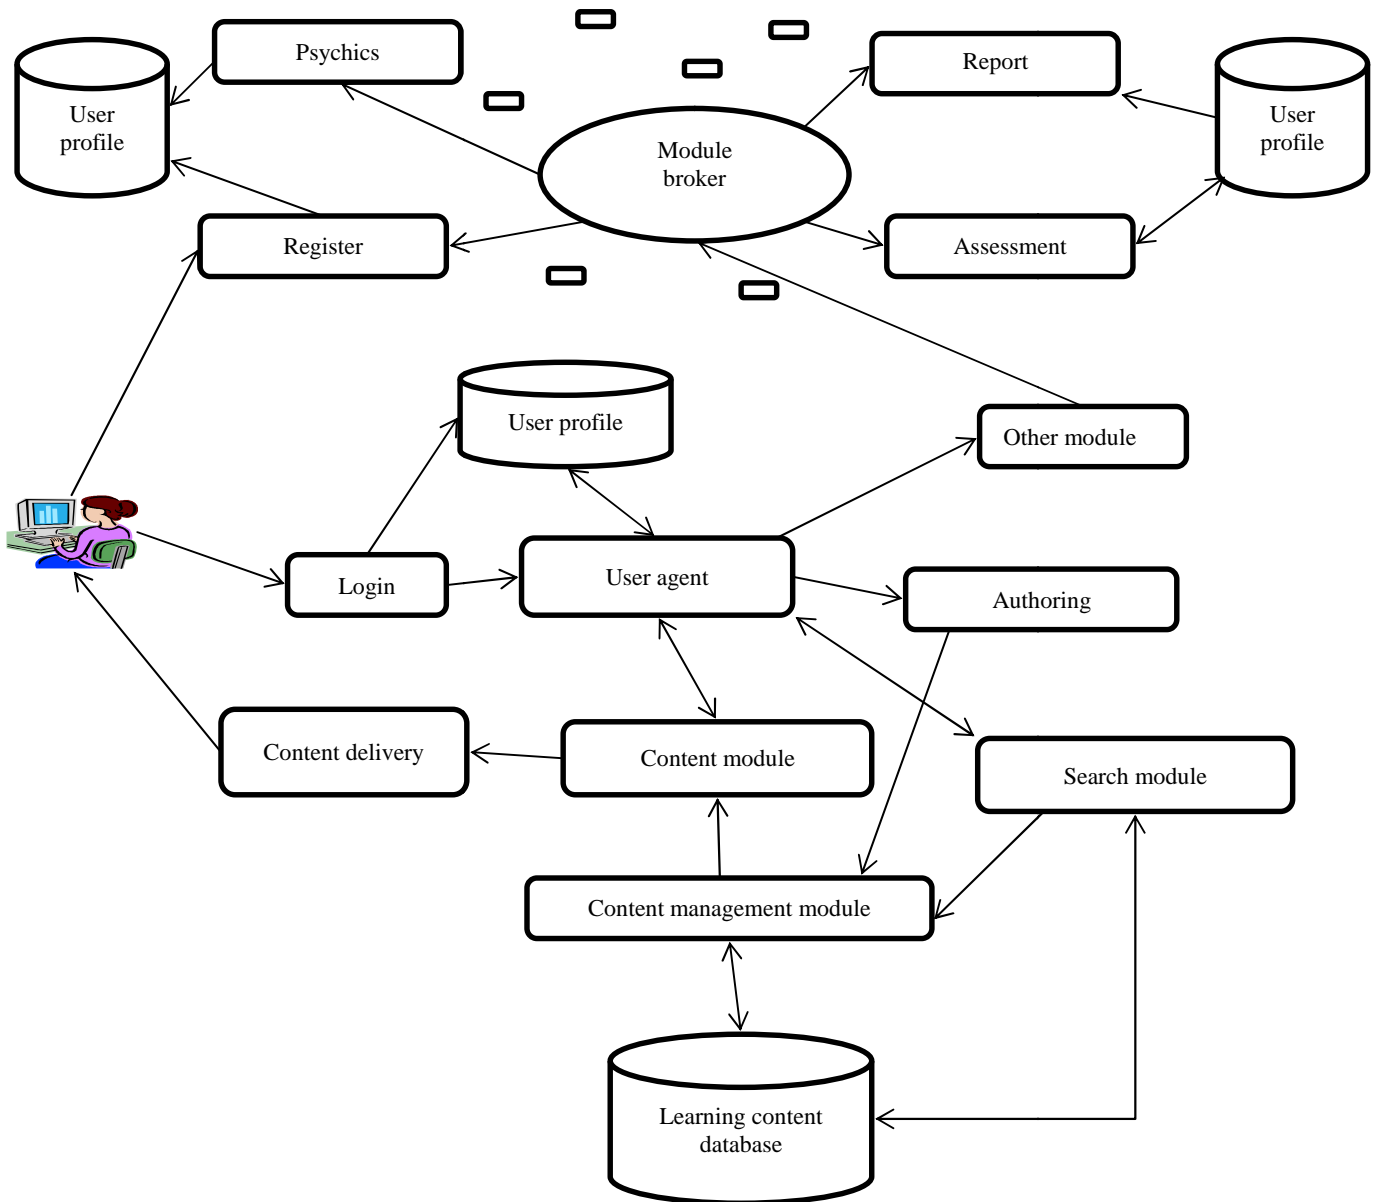 Psychics
Report
User
profile
User
profile
Module
broker
Register
Assessment
User profile
Other module
Login
User agent
Authoring
Content delivery
Content module
Search module
Content management module
Learning content
database